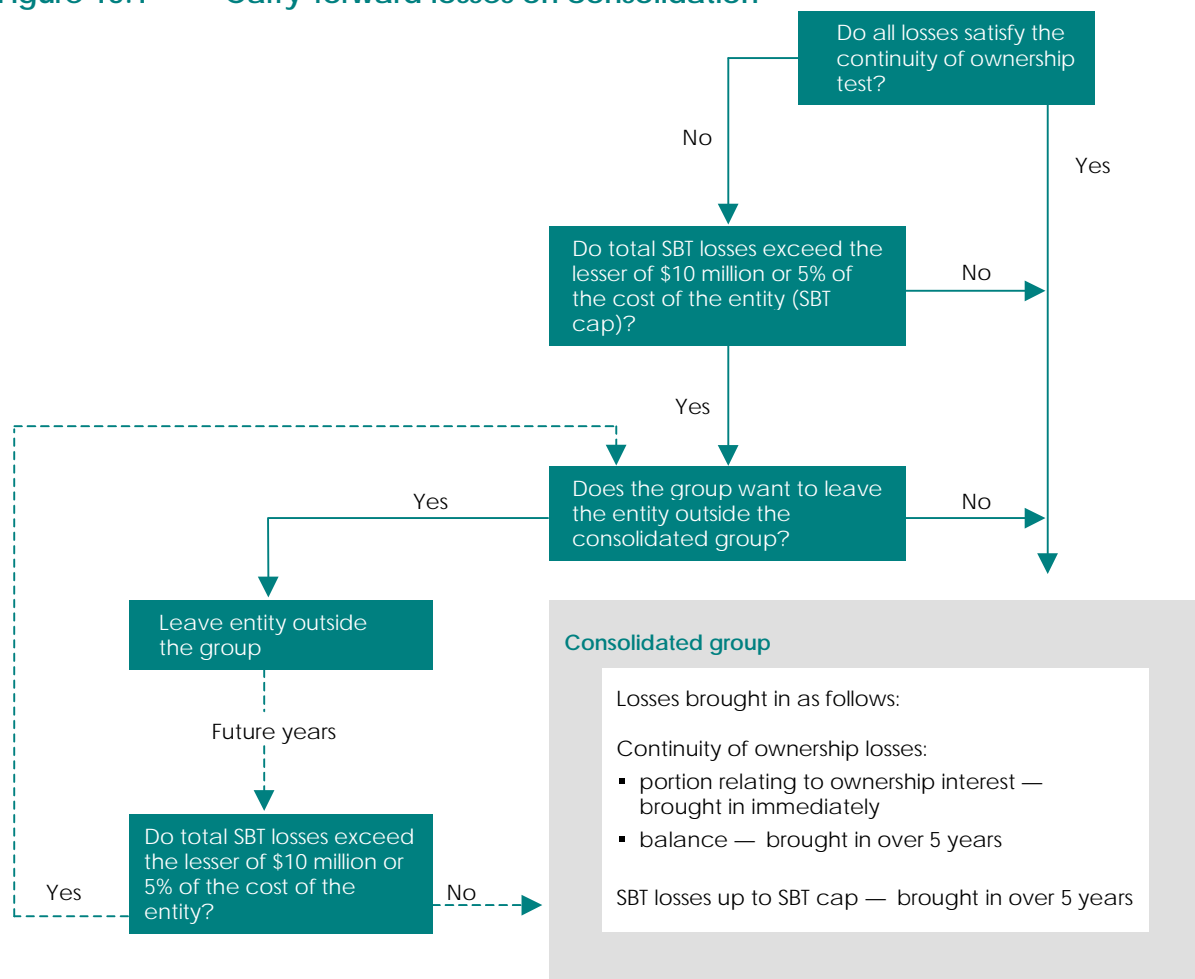 Carry-forward losses on consolidation
Do all losses satisfy the
continuity of ownership
test?
No
Yes
Do total SBT losses exceed the
lesser of $10 million or 5% of
the cost of the entity (SBT
cap)?
No
Yes
Does the group want to leave
the entity outside the
consolidated group?
Yes
No
Leave entity outside
the group
Future years
Do total SBT losses exceed
the lesser of $10 million or
5% of the cost of the
entity?
Yes
No
Consolidated group
Losses brought in as follows:
Continuity of ownership losses:
▪ portion relating to ownership interest —
brought in immediately
▪ balance — brought in over 5 years
SBT losses up to SBT cap — brought in over 5 years